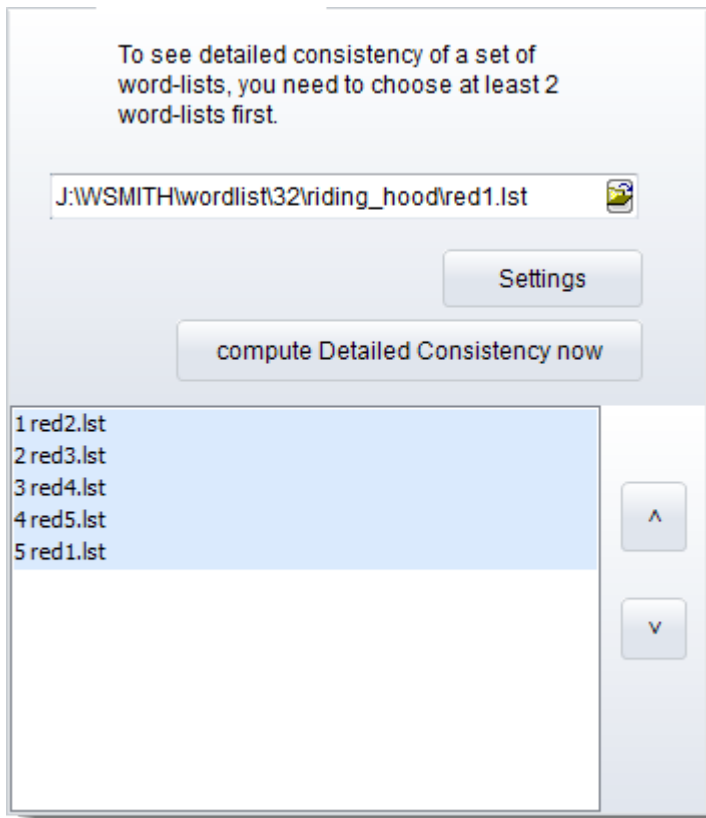 To see detailed consistency of a set of
word-lists, you need to choose at least 2
word-lists first.
J:\WSMITH\wordlist\32\riding_hood\red1.lst
Settings
compute Detailed Consistency now
1 red2.lst
2 red3.lst
3 red4.lst
4 red5.lst
5 red1.lst
^
v